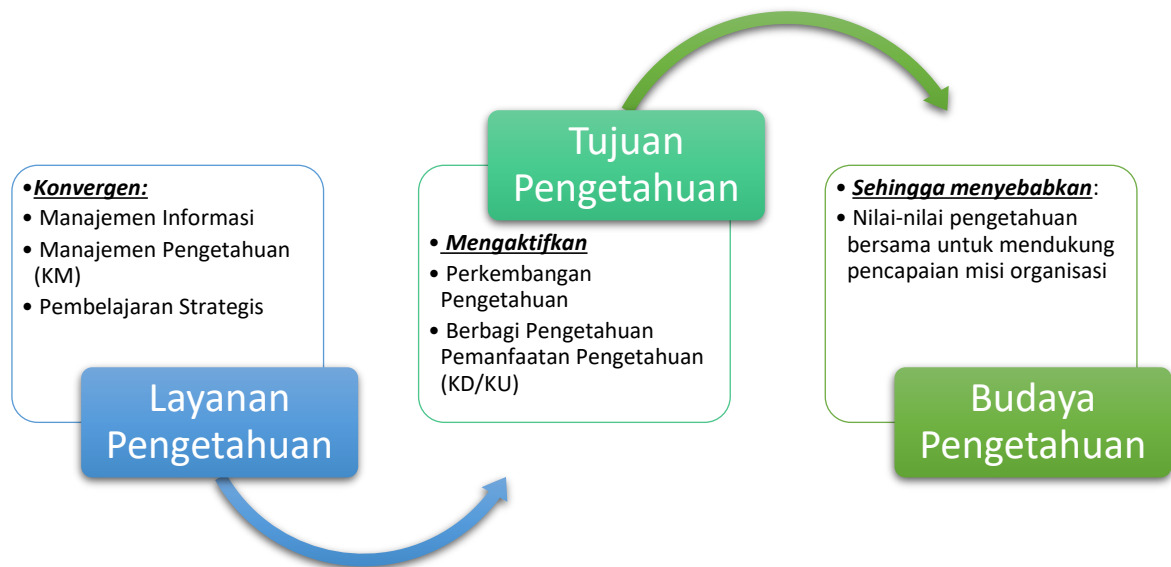 •Konvergen:
• Manajemen Informasi
• Manajemen Pengetahuan
(KM)
• Pembelajaran Strategis
Layanan
Pengetahuan
Tujuan
Pengetahuan
• Mengaktifkan
• Perkembangan
Pengetahuan
• Berbagi Pengetahuan
Pemanfaatan Pengetahuan
(KD/KU)
• Sehingga menyebabkan:
• Nilai-nilai pengetahuan
bersama untuk mendukung
pencapaian misi organisasi
Budaya
Pengetahuan